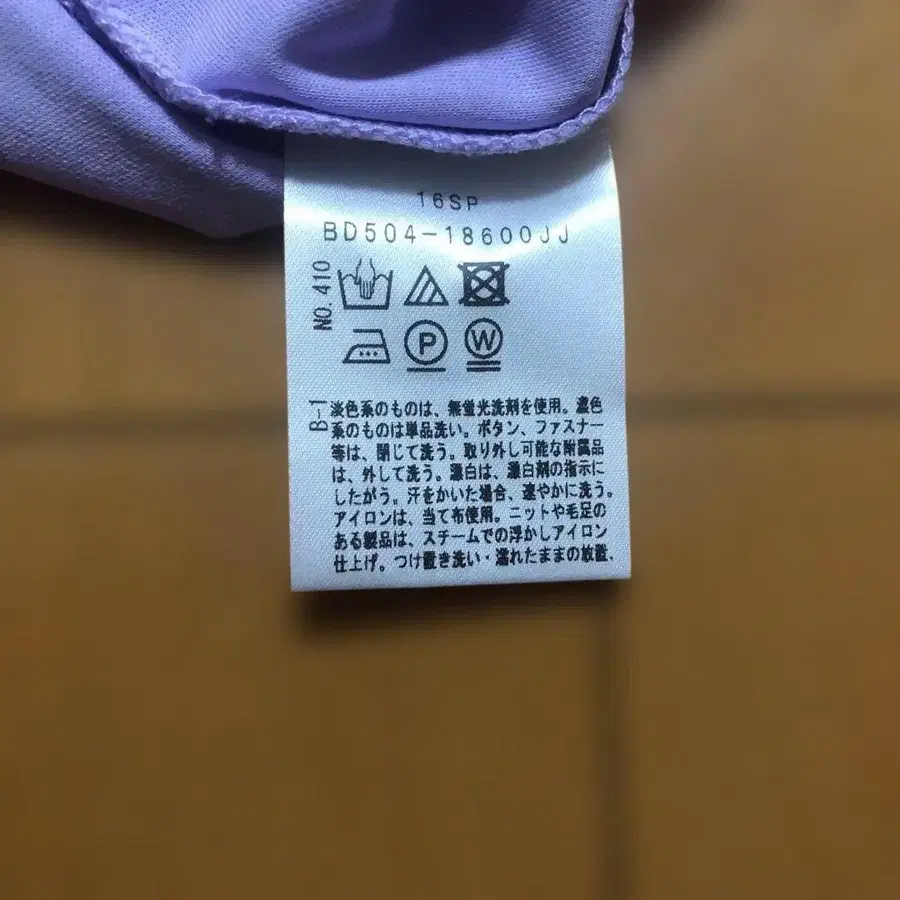 16SP
BD504-18600JJ
NO.410
P
W
B-1
淡色系のものは、無蛍光洗剤を使用。濃色
系のものは単品洗い。ボタン、ファスナー
等は、閉じて洗う。取り外し可能な附属品
は、外して洗う。漂白は、漂白剤の指示に
したがう。汗をかいた場合、速やかに洗う。
アイロンは、当て布使用。ニットや毛足の
ある製品は、スチームでの浮かしアイロン
仕上げ。つけ置き洗い・濡れたままの放置